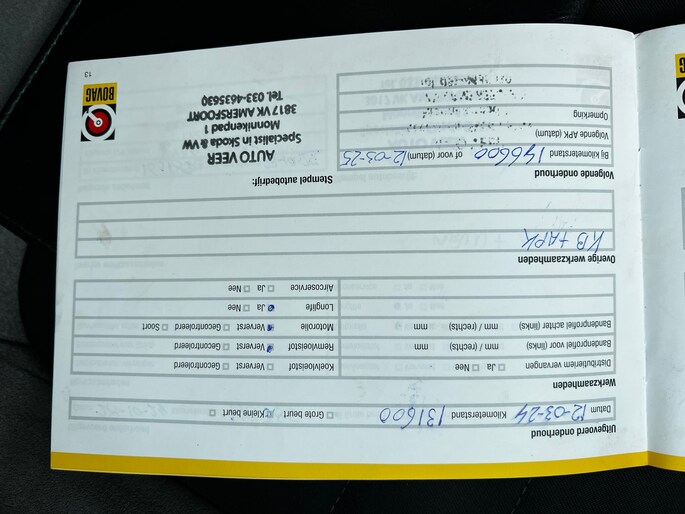 Uitgevoerd onderhoud
Datum 12-03-24 Kilometerstand 131600 □ Grote beurt ☒ Kleine beurt
Werkzaamheden
Distributieriem vervangen □ Ja □ Nee
Koelvloeistof □ Ververst □ Gecontroleerd
Bandenprofiel voor (links) mm / mm (rechts) mm
Remvloeistof ☒ Ververst □ Gecontroleerd
Bandenprofiel achter (links) mm / mm (rechts) mm
Motorolie ☒ Ververst □ Gecontroleerd □ Soort
Longlife ☒ Ja □ Nee
Aircoservice □ Ja □ Nee
Overige werkzaamheden
KB + APK
Volgende onderhoud
Bij kilometerstand 146600 of voor (datum) 12-03-25
Volgende APK (datum)
Opmerking
Stempel autobedrijf:
AUTO VEER
Specialist in Skoda & VW
Monnikenpad 1
3817 VK AMERSFOORT
Tel. 033-4635630
BOVAG
13